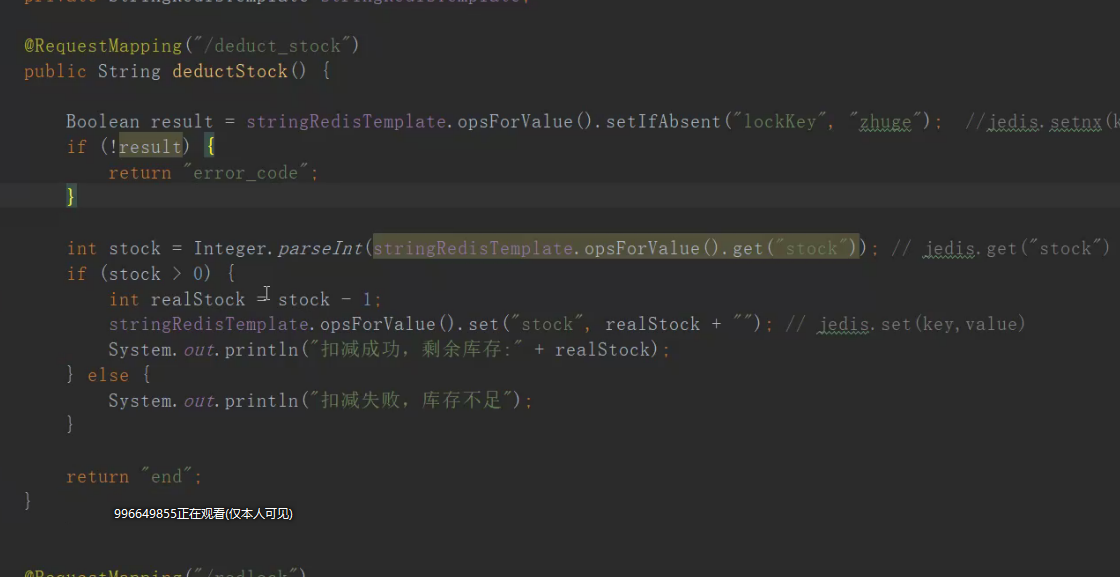 @RequestMapping("/deduct_stock")
public String deductStock() {
Boolean result = stringRedisTemplate.opsForValue().setIfAbsent("lockKey", "zhuge"); //jedis.setnx(k
if (!result) {
return "error_code";
}
int stock = Integer.parseInt(stringRedisTemplate.opsForValue().get("stock")); // jedis.get("stock")
if (stock > 0) {
int realStock = stock - 1;
stringRedisTemplate.opsForValue().set("stock", realStock + ""); // jedis.set(key,value)
System.out.println("扣减成功，剩余库存:" + realStock);
} else {
System.out.println("扣减失败，库存不足");
}
return "end";
}
996649855正在观看(仅本人可见)
@RequestMapping("/redlock")